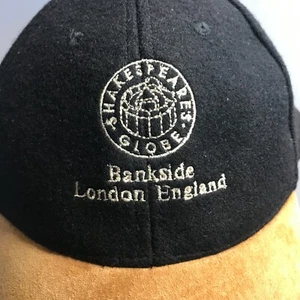 SHAKESPEARES · GLOBE ·
Bankside
London England